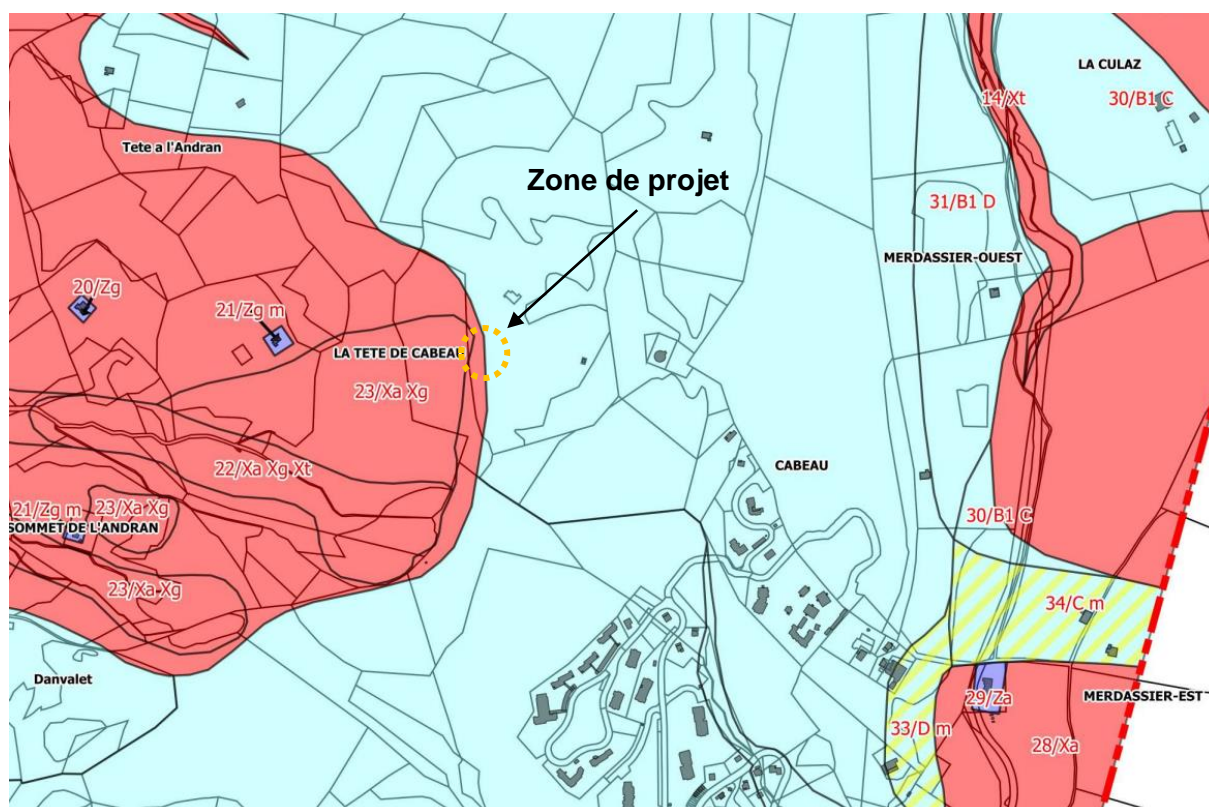 LA CULAZ
14/Xt
30/B1 C
Tete a l'Andran
Zone de projet
31/B1 D
MERDASSIER-OUEST
20/Zg
21/Zg m
LA TETE DE CABEAU
23/Xa Xg
22/Xa Xg Xt
CABEAU
21/Zg m
23/Xa Xg
SOMMET DE L'ANDRAN
30/B1 C
23/Xa Xg
34/C m
Danvalet
29/Za
MERDASSIER-EST
33/D m
28/Xa